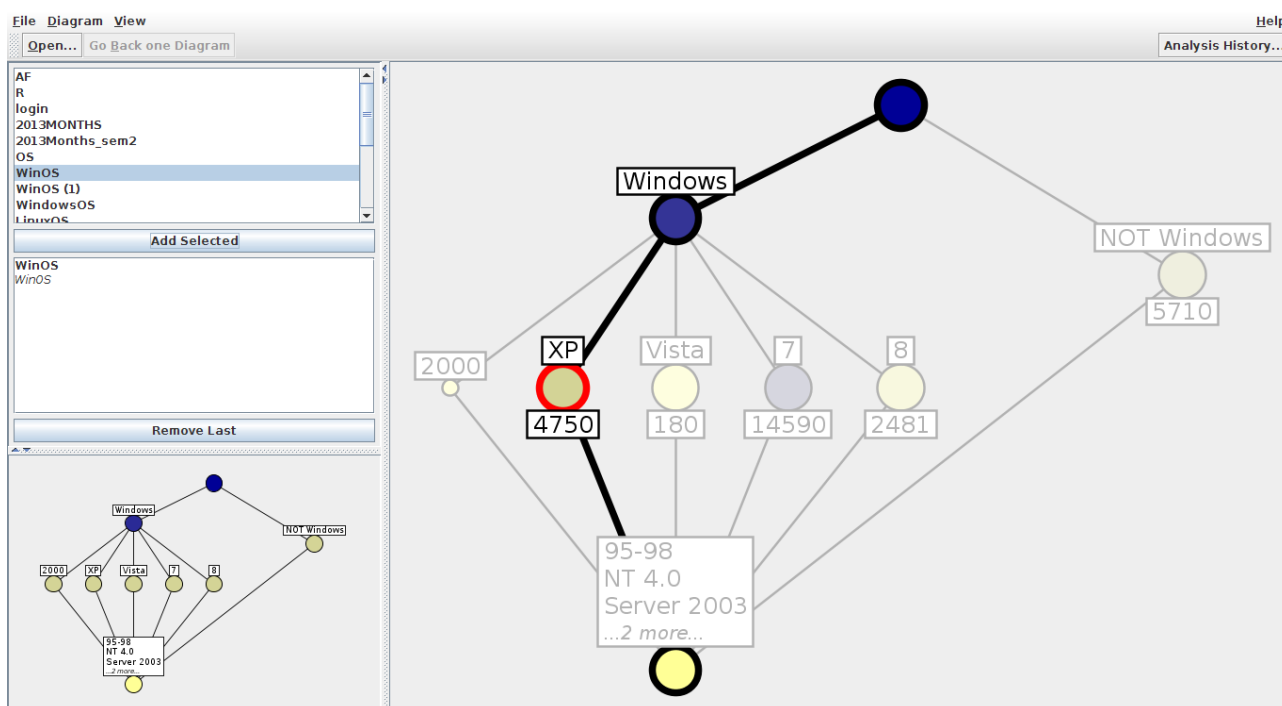 File Diagram View Help
Open... Go Back one Diagram Analysis History...
AF
R
login
2013MONTHS
2013Months_sem2
OS
WinOS
WinOS (1)
WindowsOS
LinuxOS
Add Selected
WinOS
WinOS
Remove Last
Windows
NOT Windows
2000 XP Vista 7 8
95-98
NT 4.0
Server 2003
...2 more...
Windows
NOT Windows
5710
2000 XP Vista 7 8
4750 180 14590 2481
95-98
NT 4.0
Server 2003
...2 more...